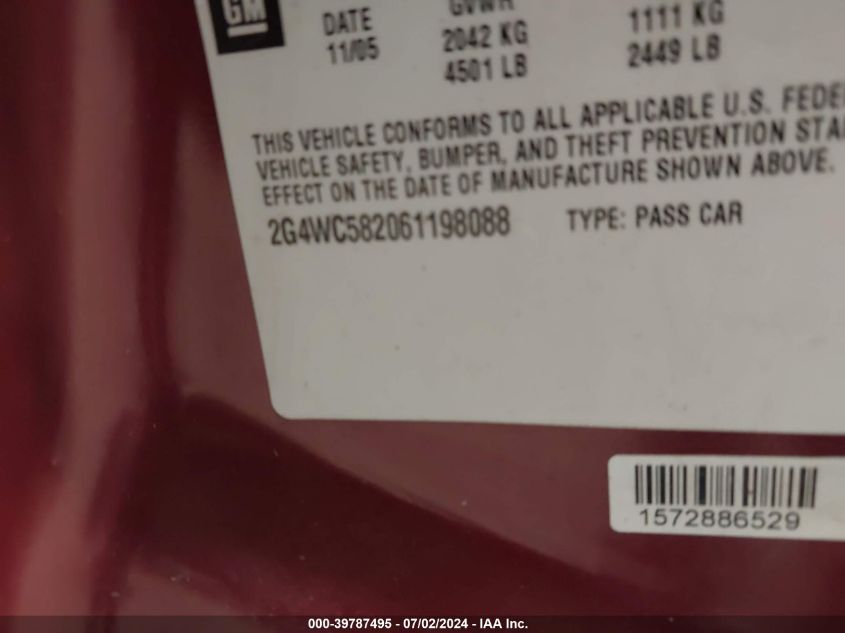 GM
DATE GVWR
11/05 2042 KG 1111 KG
4501 LB 2449 LB
THIS VEHICLE CONFORMS TO ALL APPLICABLE U.S.
VEHICLE SAFETY, BUMPER, AND THEFT PREVENTION
EFFECT ON THE DATE OF MANUFACTURE SHOWN ABOVE.
2G4WC582061198088 TYPE: PASS CAR
1572886529
000-39787495 - 07/02/2024 - IAA Inc.